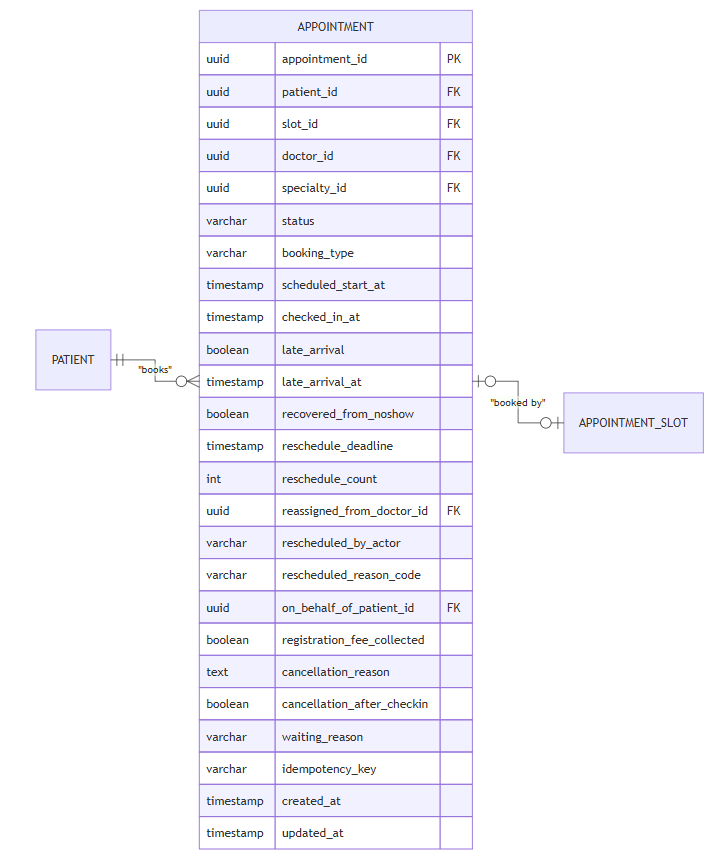 APPOINTMENT
uuid appointment_id PK
uuid patient_id FK
uuid slot_id FK
uuid doctor_id FK
uuid specialty_id FK
varchar status
varchar booking_type
timestamp scheduled_start_at
timestamp checked_in_at
boolean late_arrival
timestamp late_arrival_at
boolean recovered_from_noshow
timestamp reschedule_deadline
int reschedule_count
uuid reassigned_from_doctor_id FK
varchar rescheduled_by_actor
varchar rescheduled_reason_code
uuid on_behalf_of_patient_id FK
boolean registration_fee_collected
text cancellation_reason
boolean cancellation_after_checkin
varchar waiting_reason
varchar idempotency_key
timestamp created_at
timestamp updated_at
PATIENT
"books"
"booked by"
APPOINTMENT_SLOT